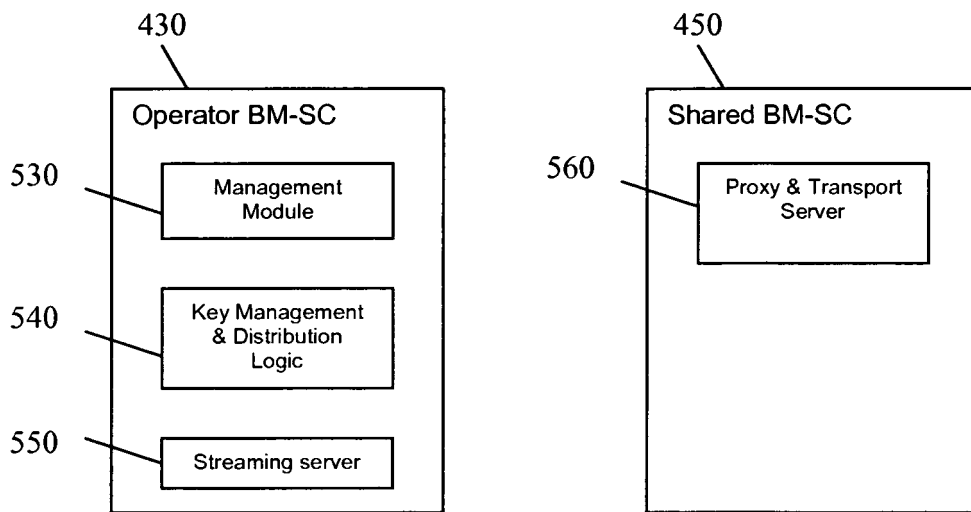 430
450
Operator BM-SC
Shared BM-SC
530
Management
Module
560
Proxy & Transport
Server
540
Key Management
& Distribution
Logic
550
Streaming server